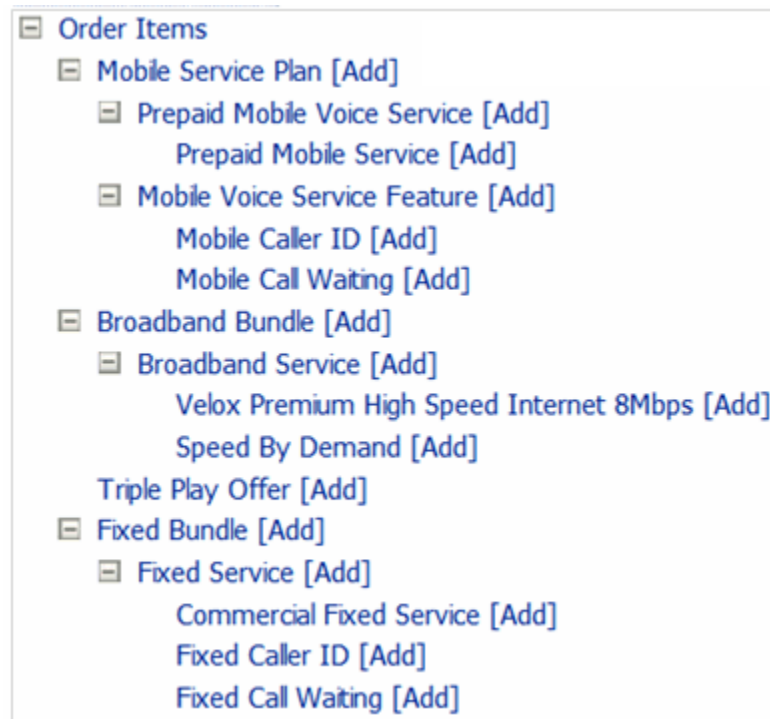 Order Items
Mobile Service Plan [Add]
Prepaid Mobile Voice Service [Add]
Prepaid Mobile Service [Add]
Mobile Voice Service Feature [Add]
Mobile Caller ID [Add]
Mobile Call Waiting [Add]
Broadband Bundle [Add]
Broadband Service [Add]
Velox Premium High Speed Internet 8Mbps [Add]
Speed By Demand [Add]
Triple Play Offer [Add]
Fixed Bundle [Add]
Fixed Service [Add]
Commercial Fixed Service [Add]
Fixed Caller ID [Add]
Fixed Call Waiting [Add]